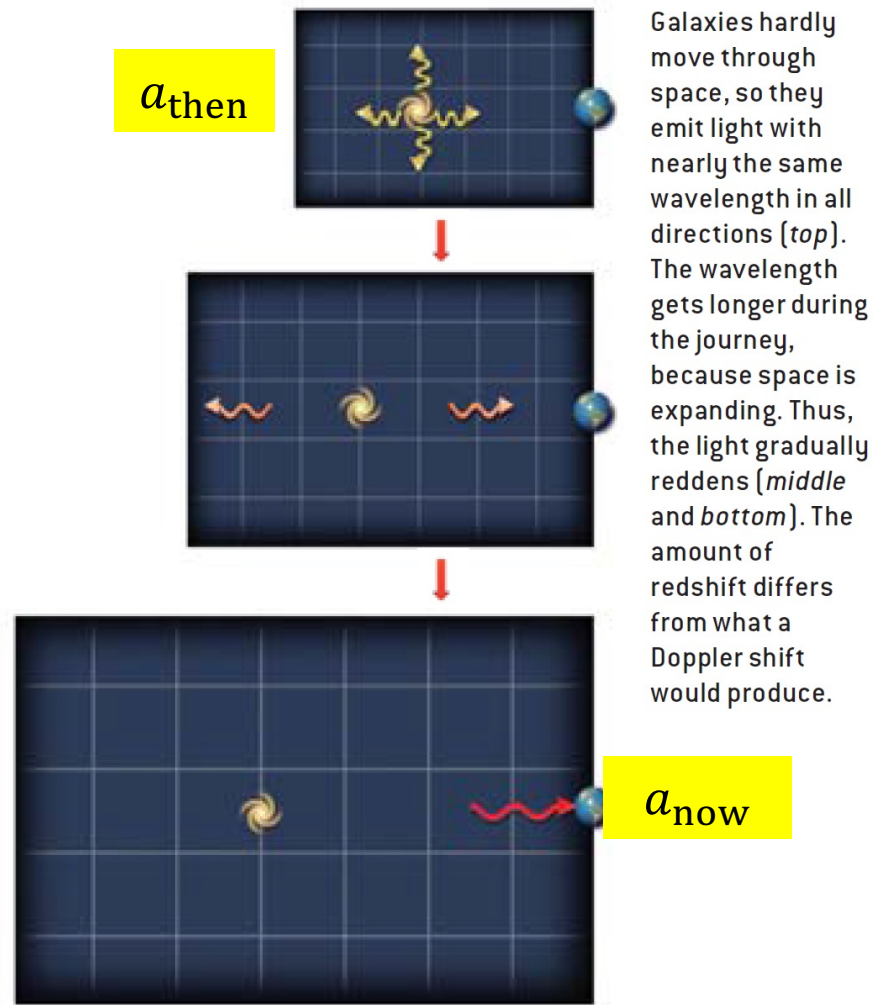 a_then
Galaxies hardly
move through
space, so they
emit light with
nearly the same
wavelength in all
directions (top).
The wavelength
gets longer during
the journey,
because space is
expanding. Thus,
the light gradually
reddens (middle
and bottom). The
amount of
redshift differs
from what a
Doppler shift
would produce.
a_now